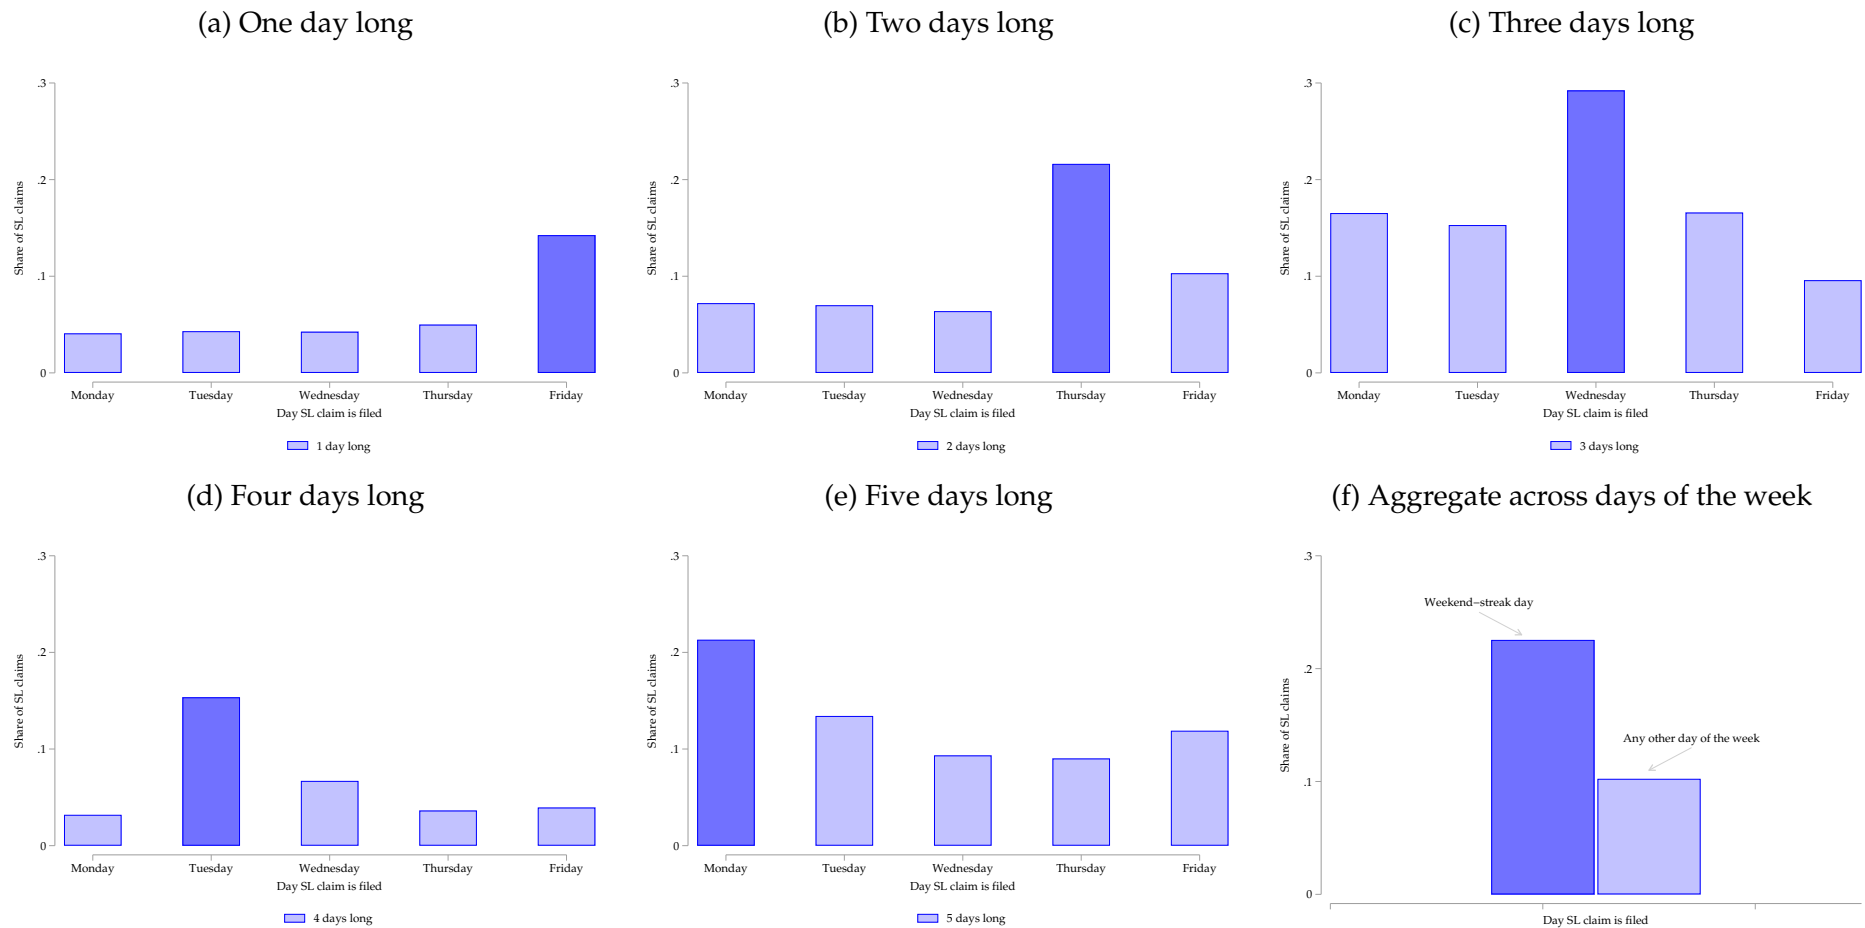 (a) One day long
.3
.2
.1
0
Share of SL claims
Monday Tuesday Wednesday Thursday Friday
Day SL claim is filed
1 day long
(b) Two days long
.3
.2
.1
0
Share of SL claims
Monday Tuesday Wednesday Thursday Friday
Day SL claim is filed
2 days long
(c) Three days long
.3
.2
.1
0
Share of SL claims
Monday Tuesday Wednesday Thursday Friday
Day SL claim is filed
3 days long
(d) Four days long
.3
.2
.1
0
Share of SL claims
Monday Tuesday Wednesday Thursday Friday
Day SL claim is filed
4 days long
(e) Five days long
.3
.2
.1
0
Share of SL claims
Monday Tuesday Wednesday Thursday Friday
Day SL claim is filed
5 days long
(f) Aggregate across days of the week
.3
.2
.1
0
Share of SL claims
Weekend−streak day
Any other day of the week
Day SL claim is filed